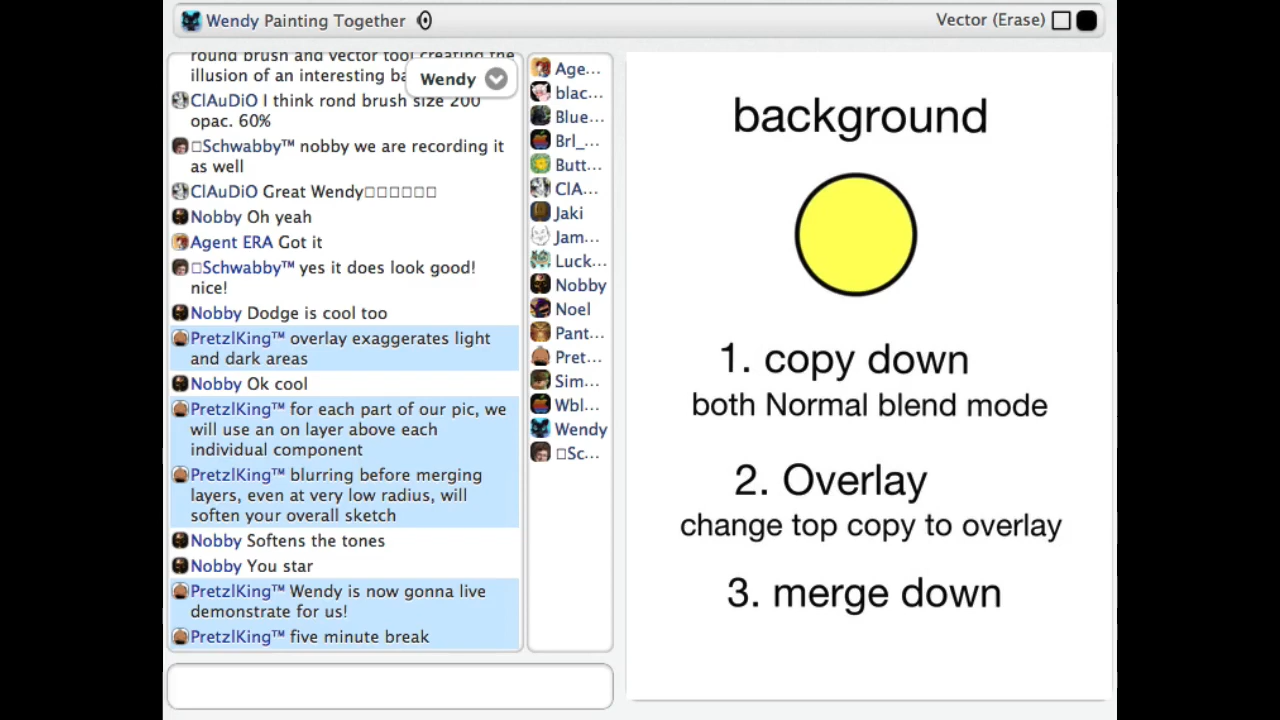 Wendy Painting Together
Vector (Erase)
round brush and vector tool creating the
illusion of an interesting
Wendy
ClAuDiO I think rond brush size 200
opac. 60%
□Schwabby™ nobby we are recording it
as well
ClAuDiO Great Wendy□□□□□□
Nobby Oh yeah
Agent ERA Got it
□Schwabby™ yes it does look good!
nice!
Nobby Dodge is cool too
PretzlKing™ overlay exaggerates light
and dark areas
Nobby Ok cool
PretzlKing™ for each part of our pic, we
will use an on layer above each
individual component
PretzlKing™ blurring before merging
layers, even at very low radius, will
soften your overall sketch
Nobby Softens the tones
Nobby You star
PretzlKing™ Wendy is now gonna live
demonstrate for us!
PretzlKing™ five minute break
Age...
blac...
Blue...
Brl_...
Butt...
ClA...
Jaki
Jam...
Luck...
Nobby
Noel
Pant...
Pret...
Sim...
Wbl...
Wendy
□Sc...
background
1. copy down
both Normal blend mode
2. Overlay
change top copy to overlay
3. merge down